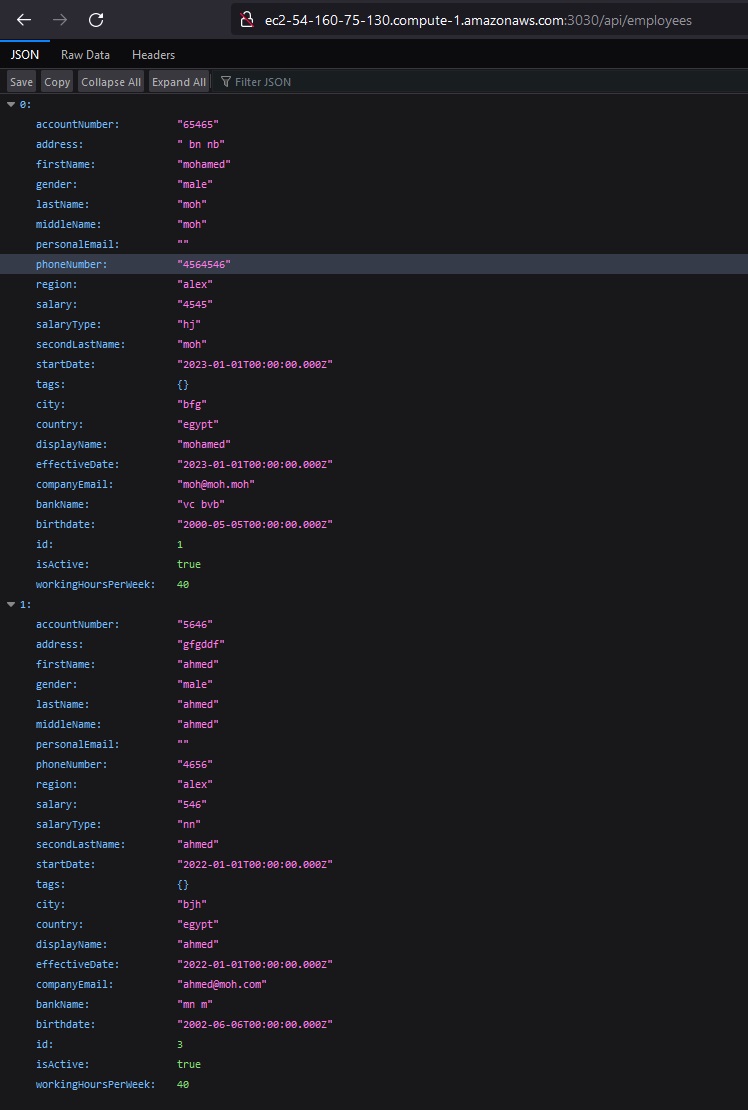 ec2-54-160-75-130.compute-1.amazonaws.com:3030/api/employees
JSON Raw Data Headers
Save Copy Collapse All Expand All Filter JSON
0:
accountNumber: "65465"
address: " bn nb"
firstName: "mohamed"
gender: "male"
lastName: "moh"
middleName: "moh"
personalEmail: ""
phoneNumber: "4564546"
region: "alex"
salary: "4545"
salaryType: "hj"
secondLastName: "moh"
startDate: "2023-01-01T00:00:00.000Z"
tags: {}
city: "bfg"
country: "egypt"
displayName: "mohamed"
effectiveDate: "2023-01-01T00:00:00.000Z"
companyEmail: "moh@moh.moh"
bankName: "vc bvb"
birthdate: "2000-05-05T00:00:00.000Z"
id: 1
isActive: true
workingHoursPerWeek: 40
1:
accountNumber: "5646"
address: "gfgddf"
firstName: "ahmed"
gender: "male"
lastName: "ahmed"
middleName: "ahmed"
personalEmail: ""
phoneNumber: "4656"
region: "alex"
salary: "546"
salaryType: "nn"
secondLastName: "ahmed"
startDate: "2022-01-01T00:00:00.000Z"
tags: {}
city: "bjh"
country: "egypt"
displayName: "ahmed"
effectiveDate: "2022-01-01T00:00:00.000Z"
companyEmail: "ahmed@moh.com"
bankName: "mn m"
birthdate: "2002-06-06T00:00:00.000Z"
id: 3
isActive: true
workingHoursPerWeek: 40